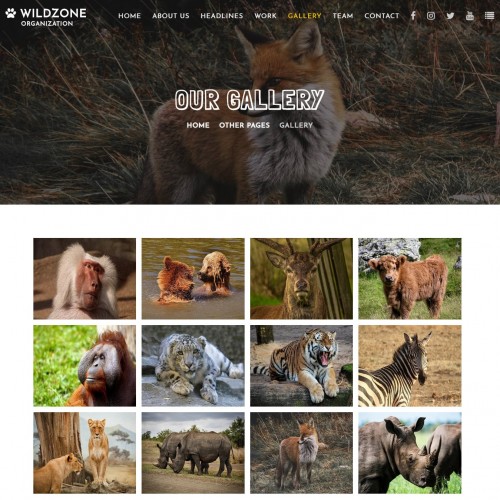 WILDZONE
ORGANIZATION
HOME ABOUT US HEADLINES WORK GALLERY TEAM CONTACT
OUR GALLERY
HOME OTHER PAGES GALLERY